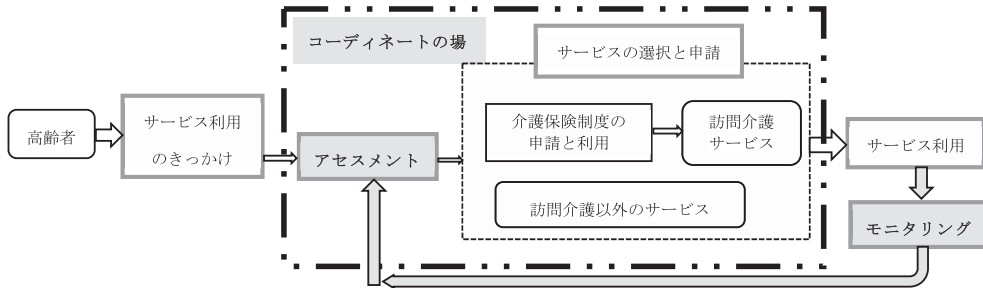 コーディネートの場
サービスの選択と申請
高齢者
サービス利用
のきっかけ
アセスメント
介護保険制度の
申請と利用
訪問介護
サービス
訪問介護以外のサービス
サービス利用
モニタリング